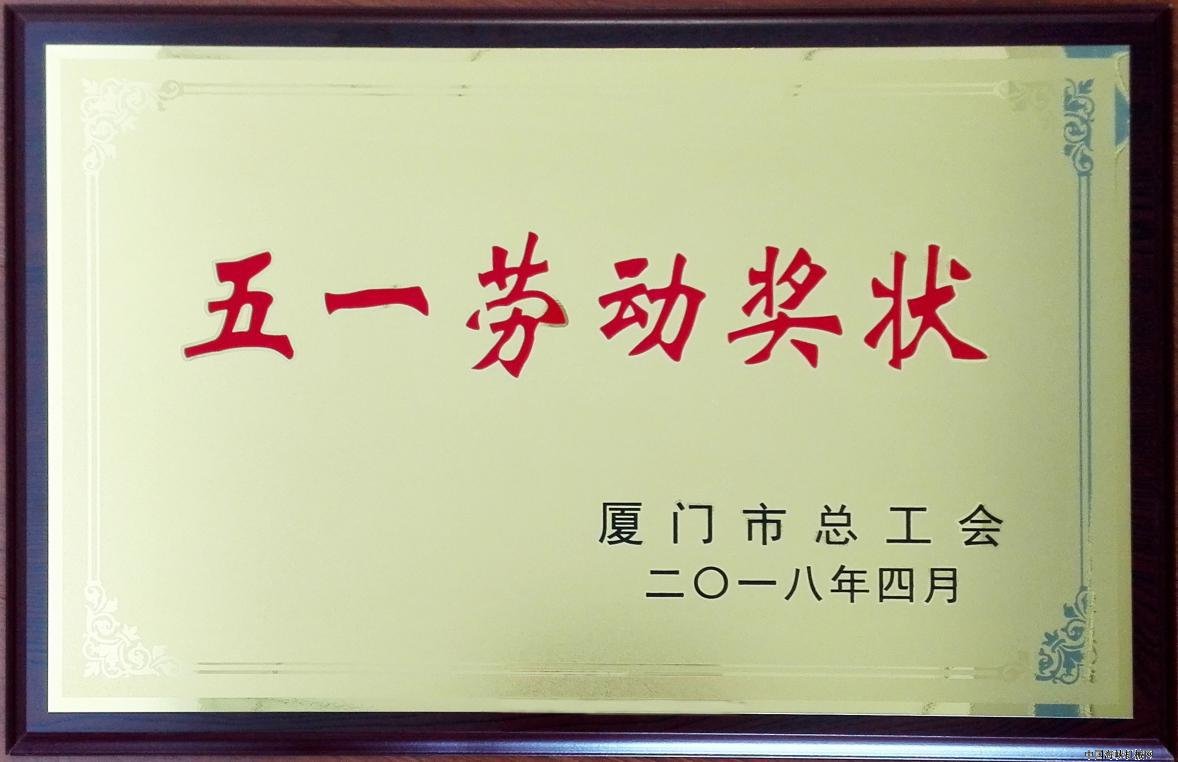 五一劳动奖状
厦门市总工会
二〇一八年四月